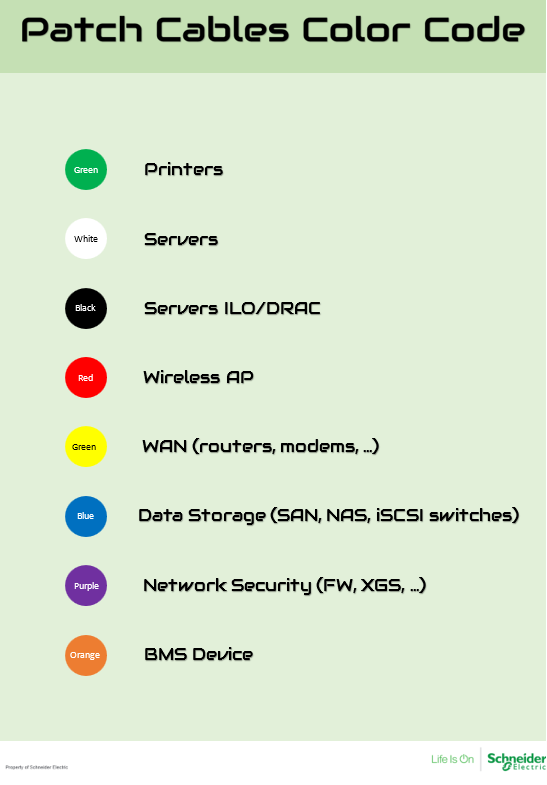 Patch Cables Color Code
Green Printers
White Servers
Black Servers ILO/DRAC
Red Wireless AP
Green WAN (routers, modems, ...)
Blue Data Storage (SAN, NAS, iSCSI switches)
Purple Network Security (FW, XGS, ...)
Orange BMS Device
Property of Schneider Electric
Life Is On Schneider
Electric